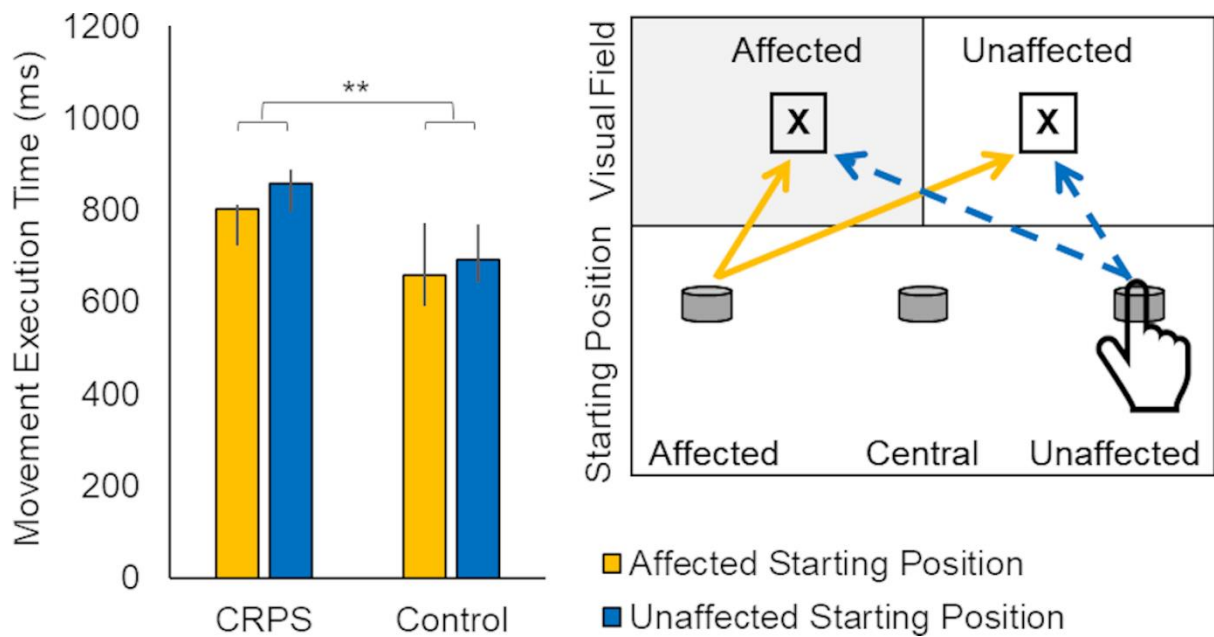 Movement Execution Time (ms)
1200
1000
800
600
400
200
0
**
CRPS
Control
Visual Field
Affected
Unaffected
X
X
Starting Position
Affected
Central
Unaffected
Affected Starting Position
Unaffected Starting Position